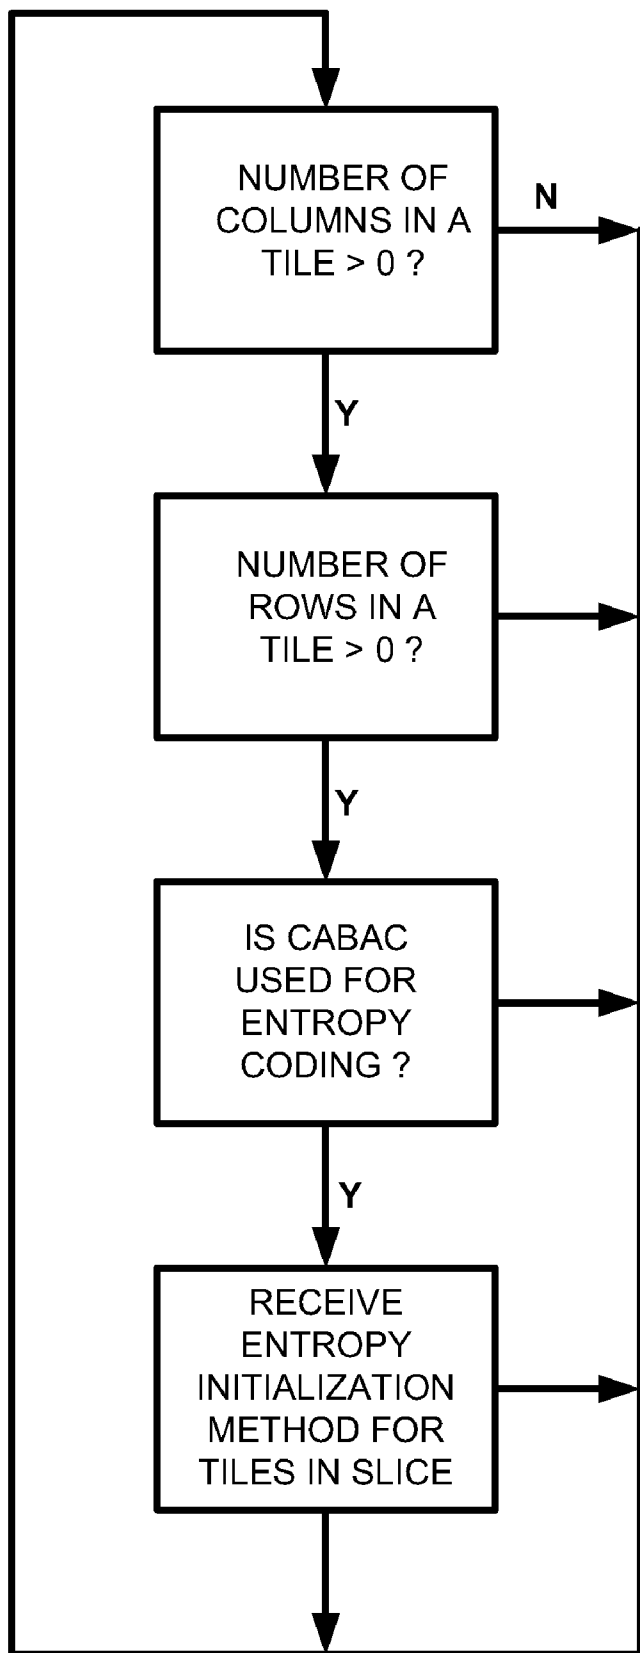 NUMBER OF
COLUMNS IN A
TILE > 0 ?
N
Y
NUMBER OF
ROWS IN A
TILE > 0 ?
Y
IS CABAC
USED FOR
ENTROPY
CODING ?
Y
RECEIVE
ENTROPY
INITIALIZATION
METHOD FOR
TILES IN SLICE